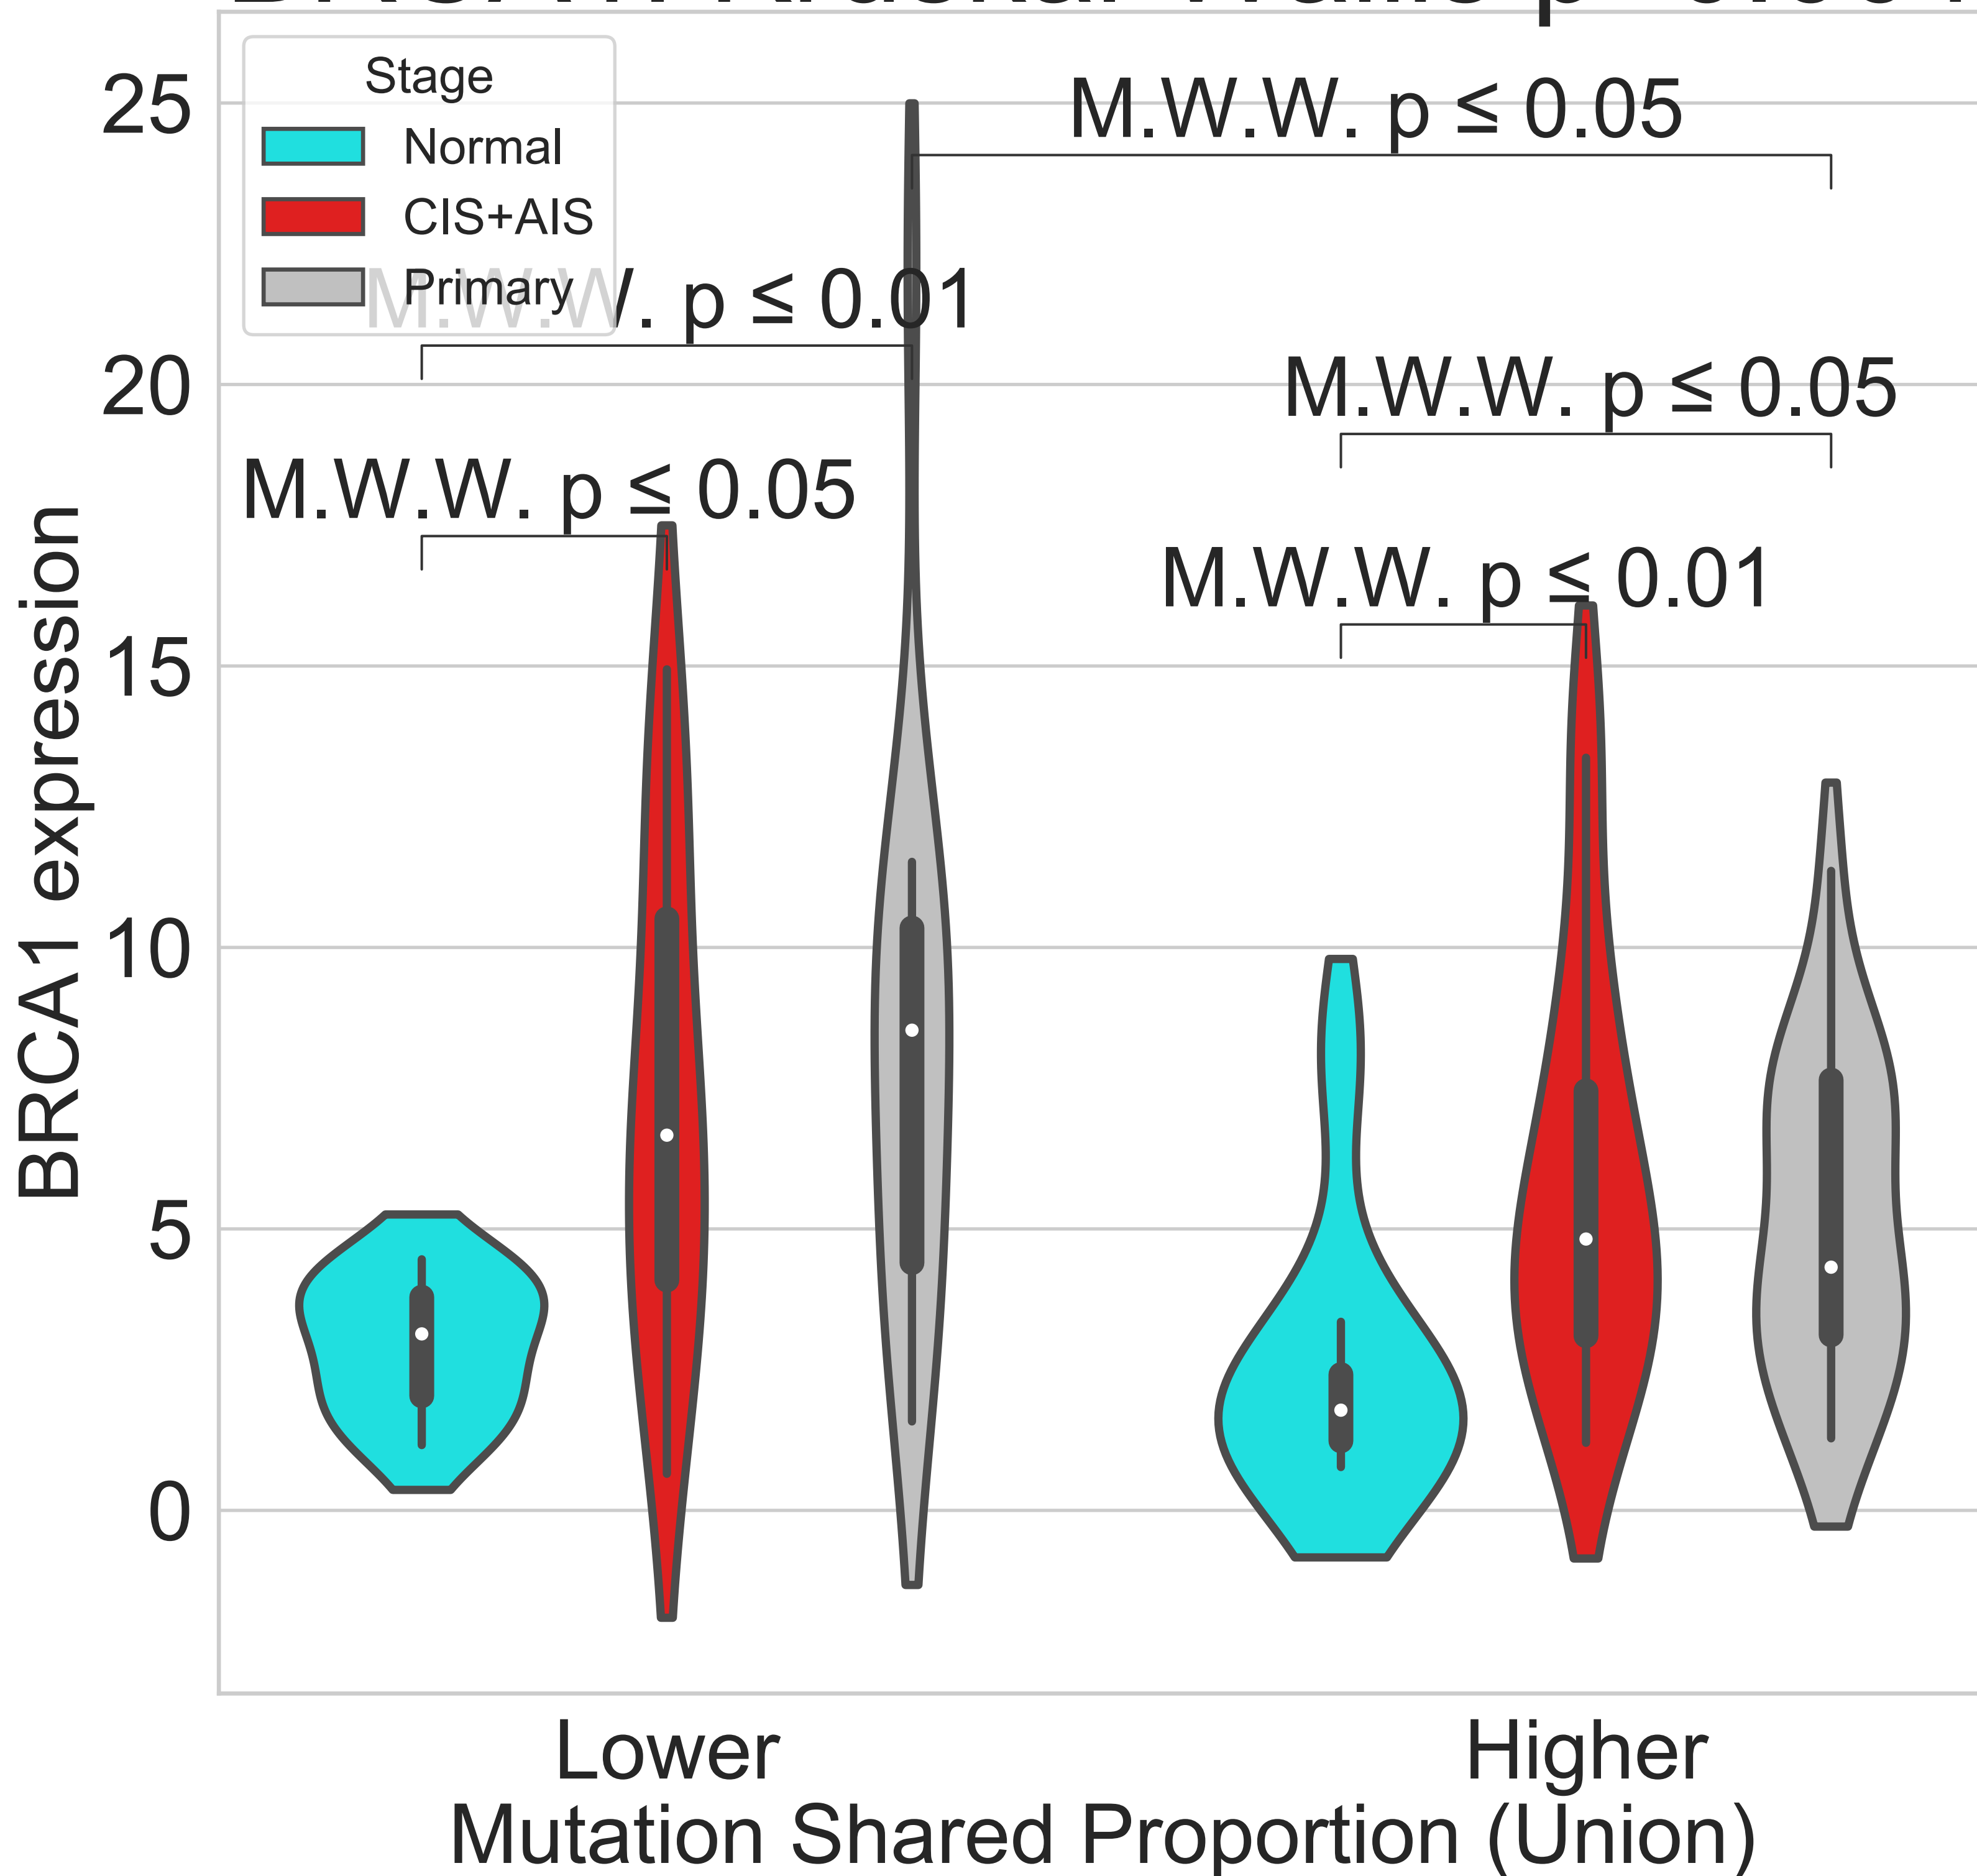 25
20
15
10
5
0
BRCA1 expression
Stage
Normal
CIS+AIS
Primary
M.W.W. p ≤ 0.05
M.W.W. p ≤ 0.01
M.W.W. p ≤ 0.05
M.W.W. p ≤ 0.05
M.W.W. p ≤ 0.01
Lower
Higher
Mutation Shared Proportion (Union)